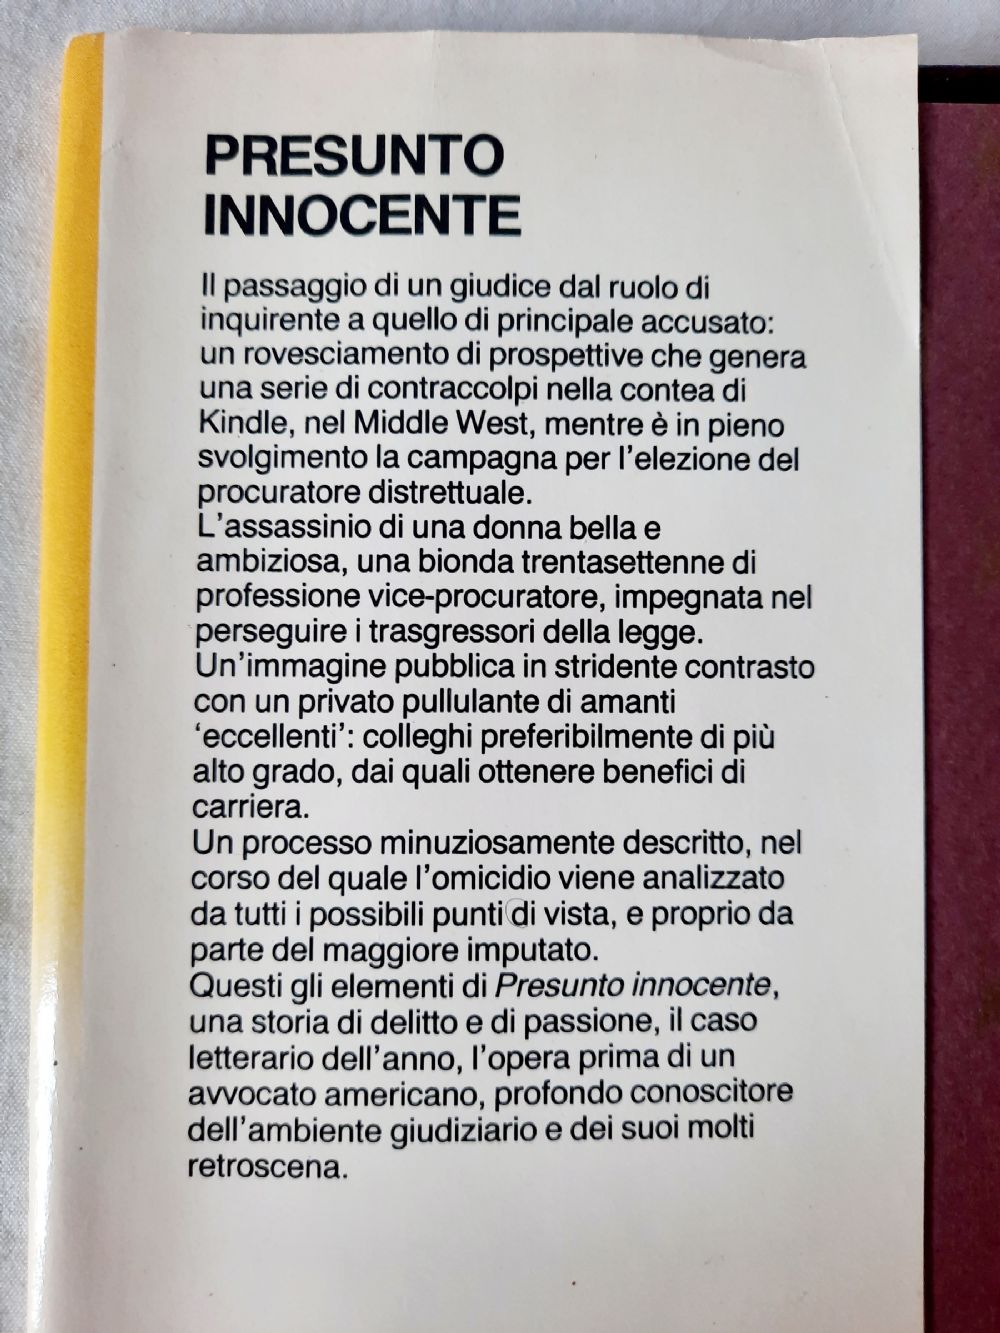 PRESUNTO
INNOCENTE
Il passaggio di un giudice dal ruolo di
inquirente a quello di principale accusato:
un rovesciamento di prospettive che genera
una serie di contraccolpi nella contea di
Kindle, nel Middle West, mentre è in pieno
svolgimento la campagna per l'elezione del
procuratore distrettuale.
L'assassinio di una donna bella e
ambiziosa, una bionda trentasettenne di
professione vice-procuratore, impegnata nel
perseguire i trasgressori della legge.
Un'immagine pubblica in stridente contrasto
con un privato pullulante di amanti
‘eccellenti’: colleghi preferibilmente di più
alto grado, dai quali ottenere benefici di
carriera.
Un processo minuziosamente descritto, nel
corso del quale l'omicidio viene analizzato
da tutti i possibili punti di vista, e proprio da
parte del maggiore imputato.
Questi gli elementi di Presunto innocente,
una storia di delitto e di passione, il caso
letterario dell'anno, l'opera prima di un
avvocato americano, profondo conoscitore
dell'ambiente giudiziario e dei suoi molti
retroscena.